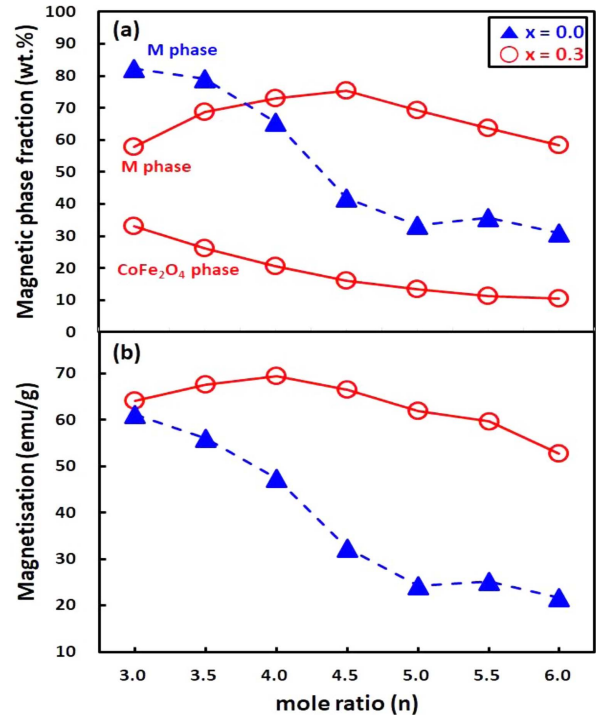 (a)
x = 0.0
x = 0.3
M phase
M phase
CoFe₂O₄ phase
Magnetic phase fraction (wt.%)
100
90
80
70
60
50
40
30
20
10
0
(b)
Magnetisation (emu/g)
70
60
50
40
30
20
10
3.0 3.5 4.0 4.5 5.0 5.5 6.0
mole ratio (n)